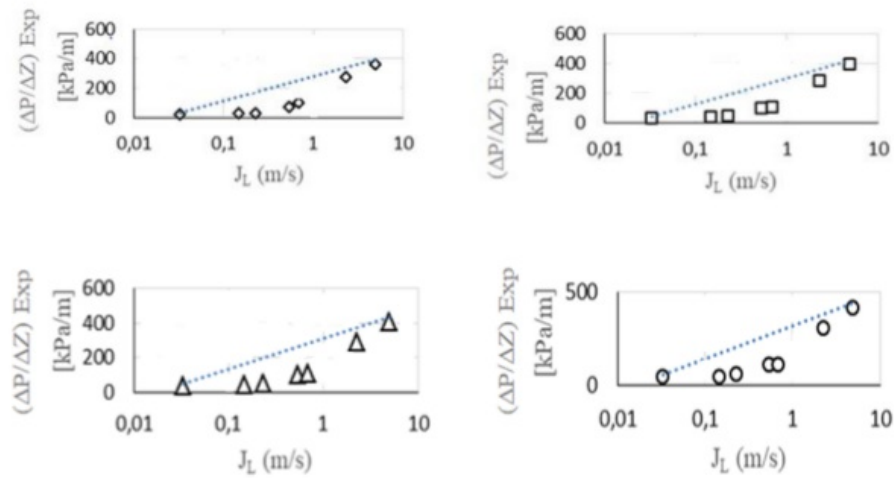 (ΔP/ΔZ) Exp
[kPa/m]
600
400
200
0
0,01
0,1
1
10
J_L (m/s)
(ΔP/ΔZ) Exp
[kPa/m]
600
400
200
0
0,01
0,1
1
10
J_L (m/s)
(ΔP/ΔZ) Exp
[kPa/m]
600
400
200
0
0,01
0,1
1
10
J_L (m/s)
(ΔP/ΔZ) Exp
[kPa/m]
500
0
0,01
0,1
1
10
J_L (m/s)